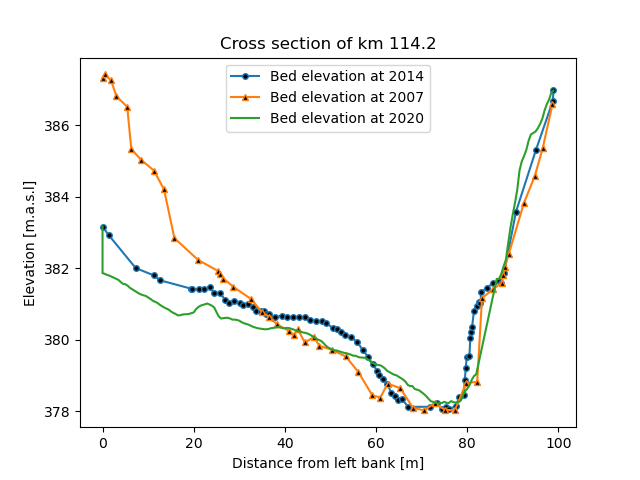 Cross section of km 114.2
Bed elevation at 2014
Bed elevation at 2007
Bed elevation at 2020
Elevation [m.a.s.l]
386
384
382
380
378
0 20 40 60 80 100
Distance from left bank [m]